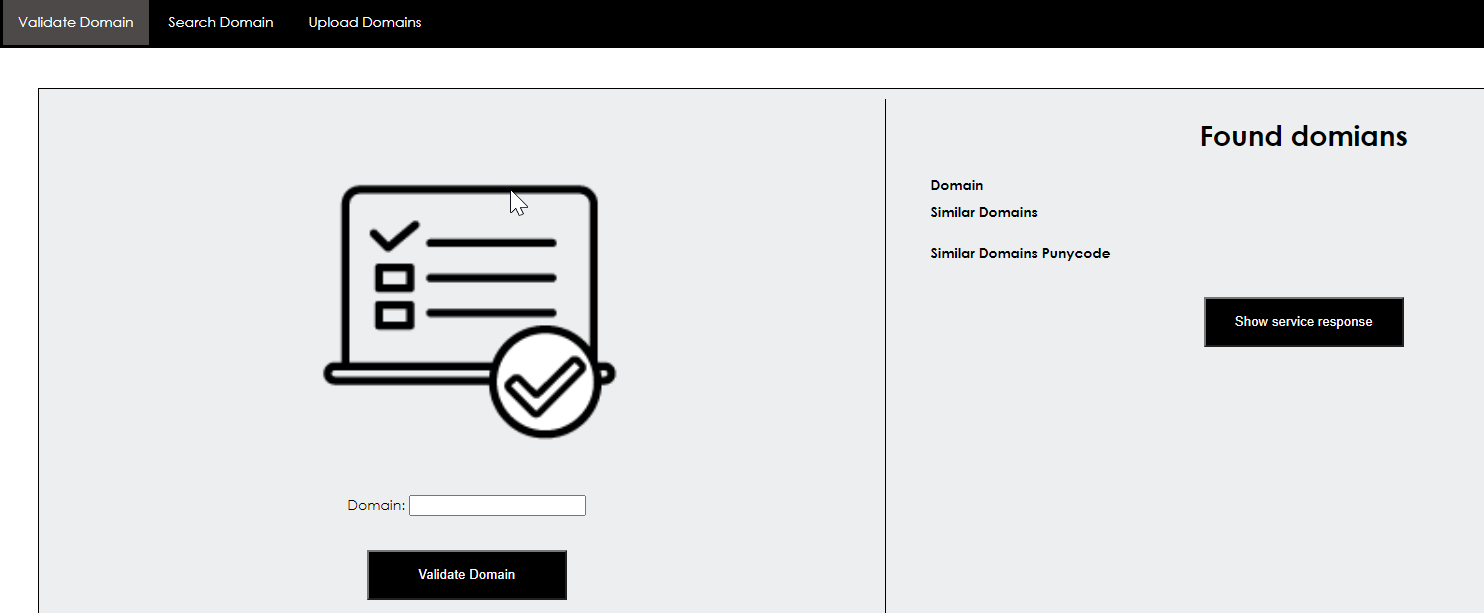 Validate Domain Search Domain Upload Domains
Found domians
Domain
Similar Domains
Similar Domains Punycode
Show service response
Domain:
Validate Domain